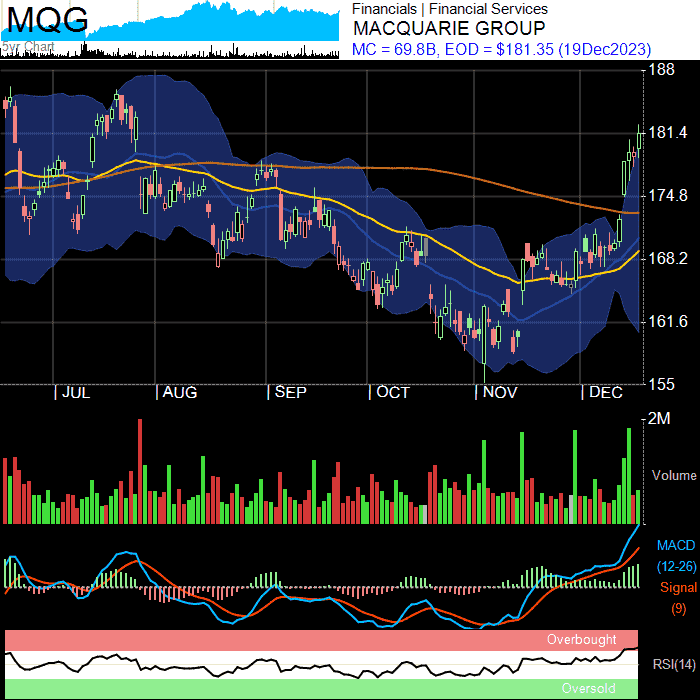 MQG
5yr Chart
Financials | Financial Services
MACQUARIE GROUP
MC = 69.8B, EOD = $181.35 (19Dec2023)
188
181.4
174.8
168.2
161.6
155
| JUL | AUG | SEP | OCT | NOV | DEC
2M
Volume
MACD
(12-26)
Signal
(9)
Overbought
RSI(14)
Oversold